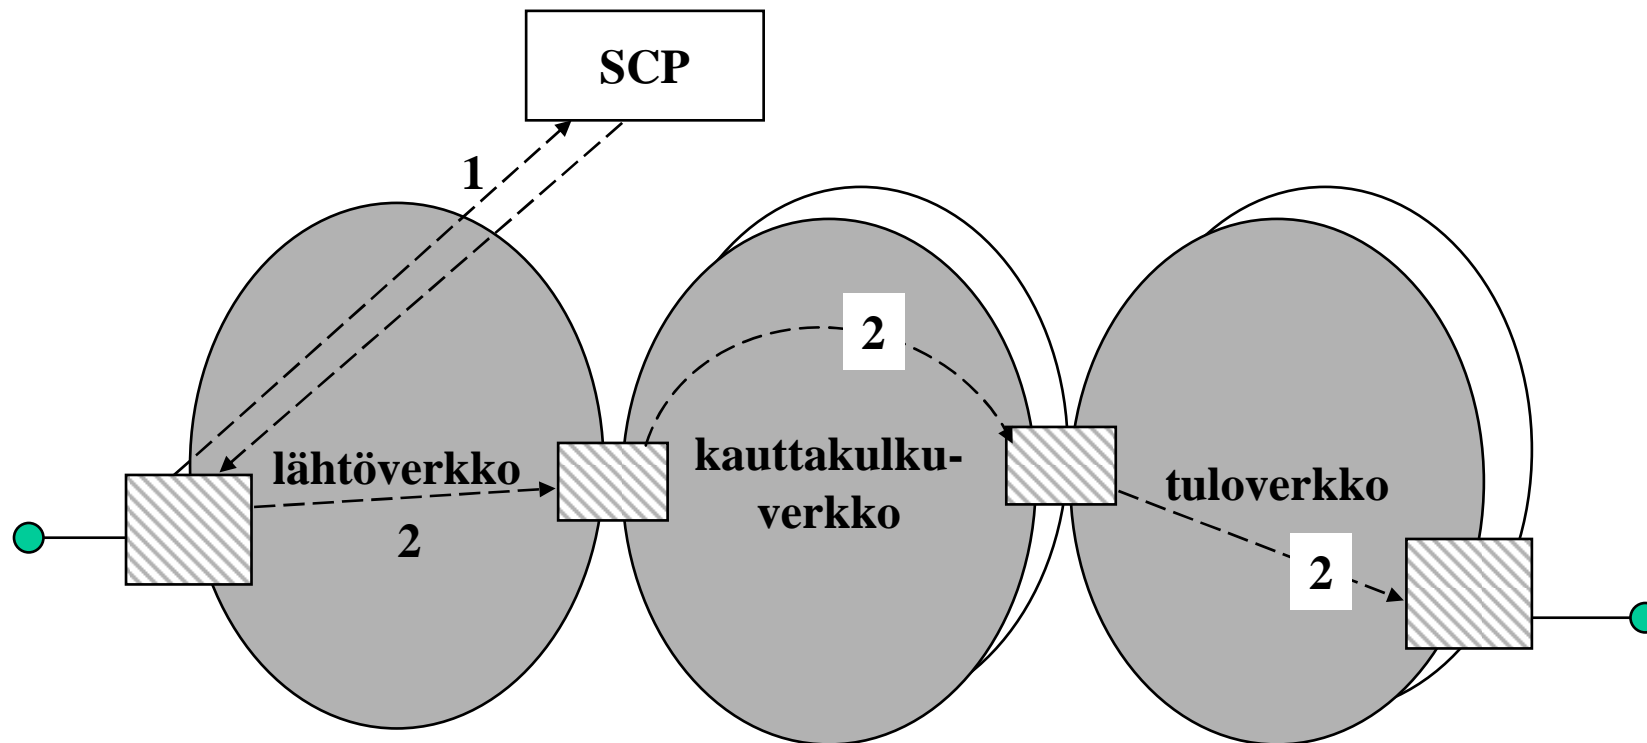 SCP
1
2
lähtöverkko
2
kauttakulku-
verkko
tuloverkko
2